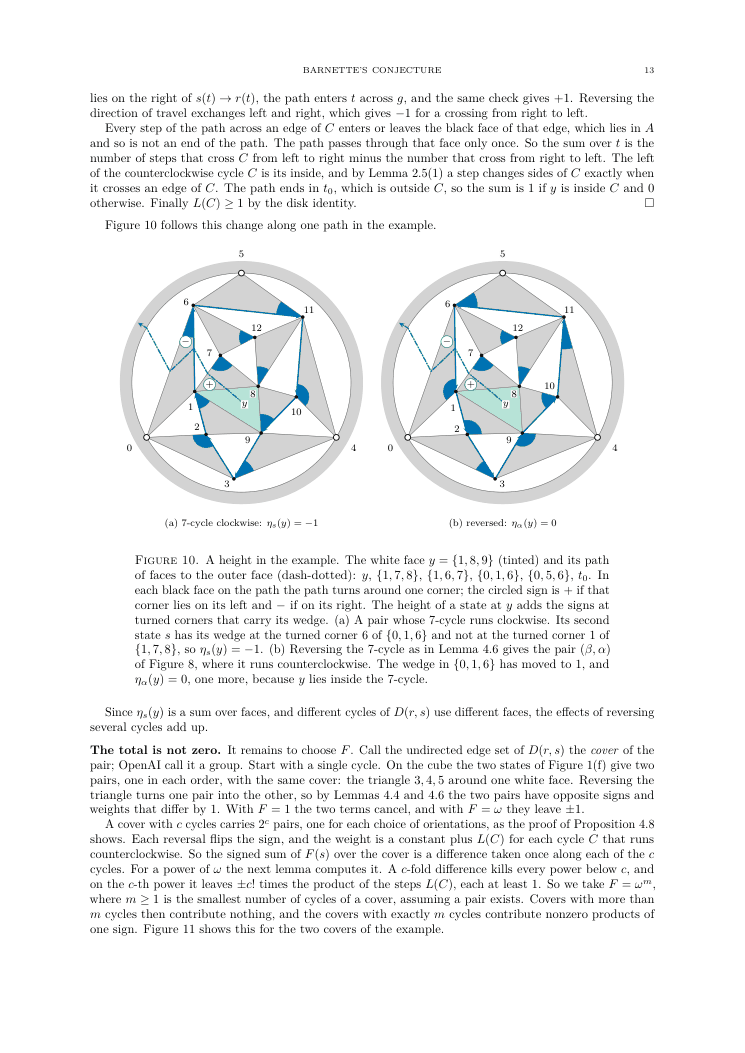 BARNETTE'S CONJECTURE 13
lies on the right of s(t) → r(t), the path enters t across g, and the same check gives +1. Reversing the
direction of travel exchanges left and right, which gives −1 for a crossing from right to left.
Every step of the path across an edge of C enters or leaves the black face of that edge, which lies in A
and so is not an end of the path. The path passes through that face only once. So the sum over t is the
number of steps that cross C from left to right minus the number that cross from right to left. The left
of the counterclockwise cycle C is its inside, and by Lemma 2.5(1) a step changes sides of C exactly when
it crosses an edge of C. The path ends in t₀, which is outside C, so the sum is 1 if y is inside C and 0
otherwise. Finally L(C) ≥ 1 by the disk identity. □
Figure 10 follows this change along one path in the example.
5
6
11
12
7
−
+
8
y
1
10
2
9
0
4
3
5
6
11
12
7
−
+
8
y
1
10
2
9
0
4
3
(a) 7-cycle clockwise: ηₛ(y) = −1
(b) reversed: η_α(y) = 0
FIGURE 10. A height in the example. The white face y = {1, 8, 9} (tinted) and its path
of faces to the outer face (dash-dotted): y, {1, 7, 8}, {1, 6, 7}, {0, 1, 6}, {0, 5, 6}, t₀. In
each black face on the path the path turns around one corner; the circled sign is + if that
corner lies on its left and − if on its right. The height of a state at y adds the signs at
turned corners that carry its wedge. (a) A pair whose 7-cycle runs clockwise. Its second
state s has its wedge at the turned corner 6 of {0, 1, 6} and not at the turned corner 1 of
{1, 7, 8}, so ηₛ(y) = −1. (b) Reversing the 7-cycle as in Lemma 4.6 gives the pair (β, α)
of Figure 8, where it runs counterclockwise. The wedge in {0, 1, 6} has moved to 1, and
η_α(y) = 0, one more, because y lies inside the 7-cycle.
Since ηₛ(y) is a sum over faces, and different cycles of D(r, s) use different faces, the effects of reversing
several cycles add up.
The total is not zero. It remains to choose F. Call the undirected edge set of D(r, s) the cover of the
pair; OpenAI call it a group. Start with a single cycle. On the cube the two states of Figure 1(f) give two
pairs, one in each order, with the same cover: the triangle 3, 4, 5 around one white face. Reversing the
triangle turns one pair into the other, so by Lemmas 4.4 and 4.6 the two pairs have opposite signs and
weights that differ by 1. With F = 1 the two terms cancel, and with F = ω they leave ±1.
A cover with c cycles carries 2ᶜ pairs, one for each choice of orientations, as the proof of Proposition 4.8
shows. Each reversal flips the sign, and the weight is a constant plus L(C) for each cycle C that runs
counterclockwise. So the signed sum of F(s) over the cover is a difference taken once along each of the c
cycles. For a power of ω the next lemma computes it. A c-fold difference kills every power below c, and
on the c-th power it leaves ±c! times the product of the steps L(C), each at least 1. So we take F = ωᵐ,
where m ≥ 1 is the smallest number of cycles of a cover, assuming a pair exists. Covers with more than
m cycles then contribute nothing, and the covers with exactly m cycles contribute nonzero products of
one sign. Figure 11 shows this for the two covers of the example.